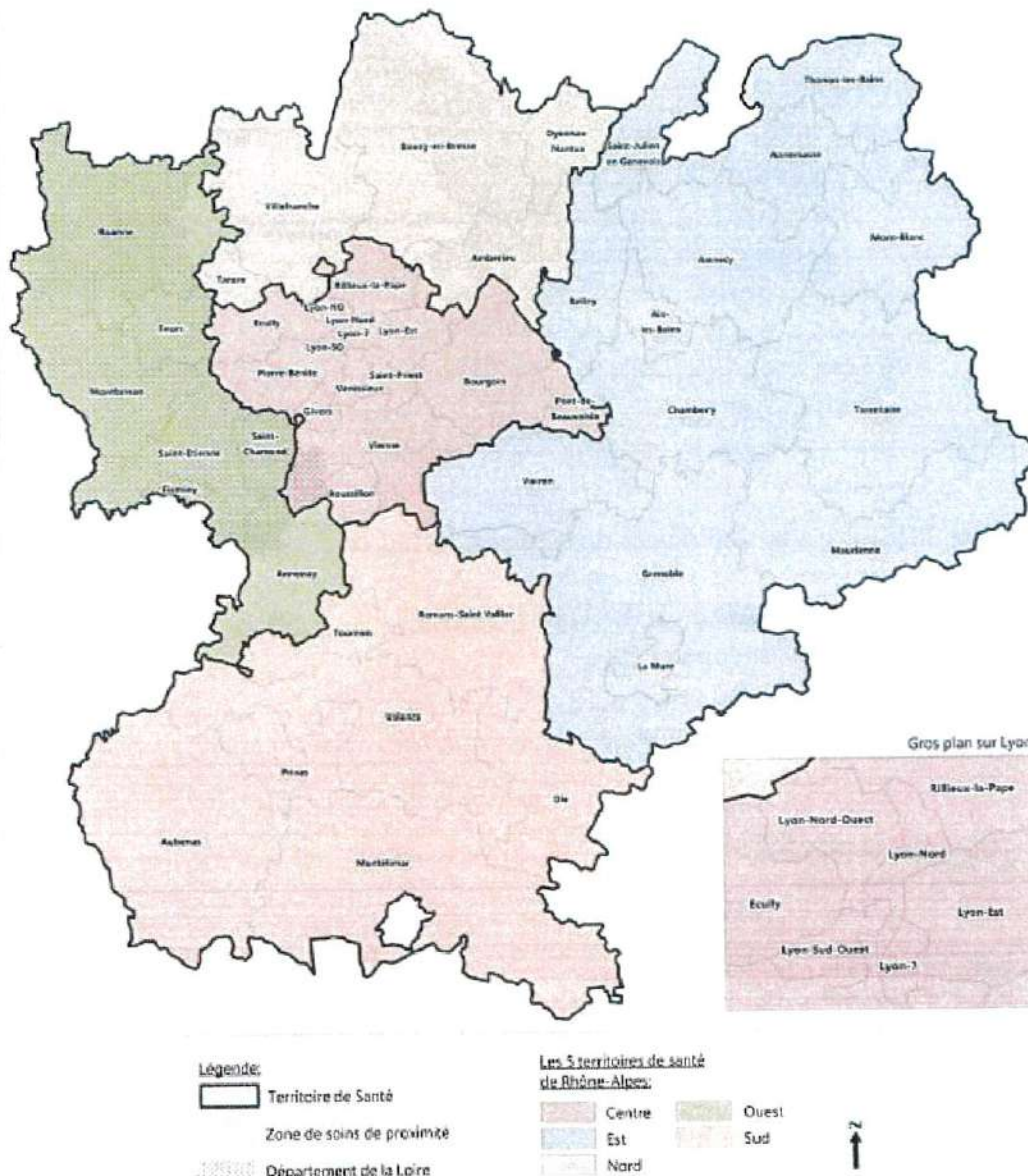 Thonon-les-Bains
Bourg-en-Bresse
Oyonnax
Nantua
Saint-Julien
en Genevois
Annemasse
Villefranche
Roanne
Mont-Blanc
Annecy
Ambérieu
Tarare
Rillieux-la-Pape
Belley
Lyon-NO
Lyon-Nord
Ecully
Lyon-7
Lyon-Est
Aix-
les-Bains
Feurs
Lyon-SO
Pierre-Bénite
Saint-Priest
Vénissieux
Bourgoin
Montbrison
Pont-de-
Beauvoisin
Chambéry
Tarentaise
Givors
Saint-
Chamond
Vienne
Saint-Etienne
Voiron
Firminy
Roussillon
Maurienne
Grenoble
Annonay
Romans-Saint Vallier
Tournon
La Mure
Valence
Gros plan sur Lyon
Privas
Die
Rillieux-la-Pape
Lyon-Nord-Ouest
Aubenas
Lyon-Nord
Montélimar
Ecully
Lyon-Est
Lyon-Sud-Ouest
Lyon-7
Légende:
Territoire de Santé
Zone de soins de proximité
Département de la Loire
Les 5 territoires de santé
de Rhône-Alpes:
Centre
Ouest
Est
Sud
Nord
N